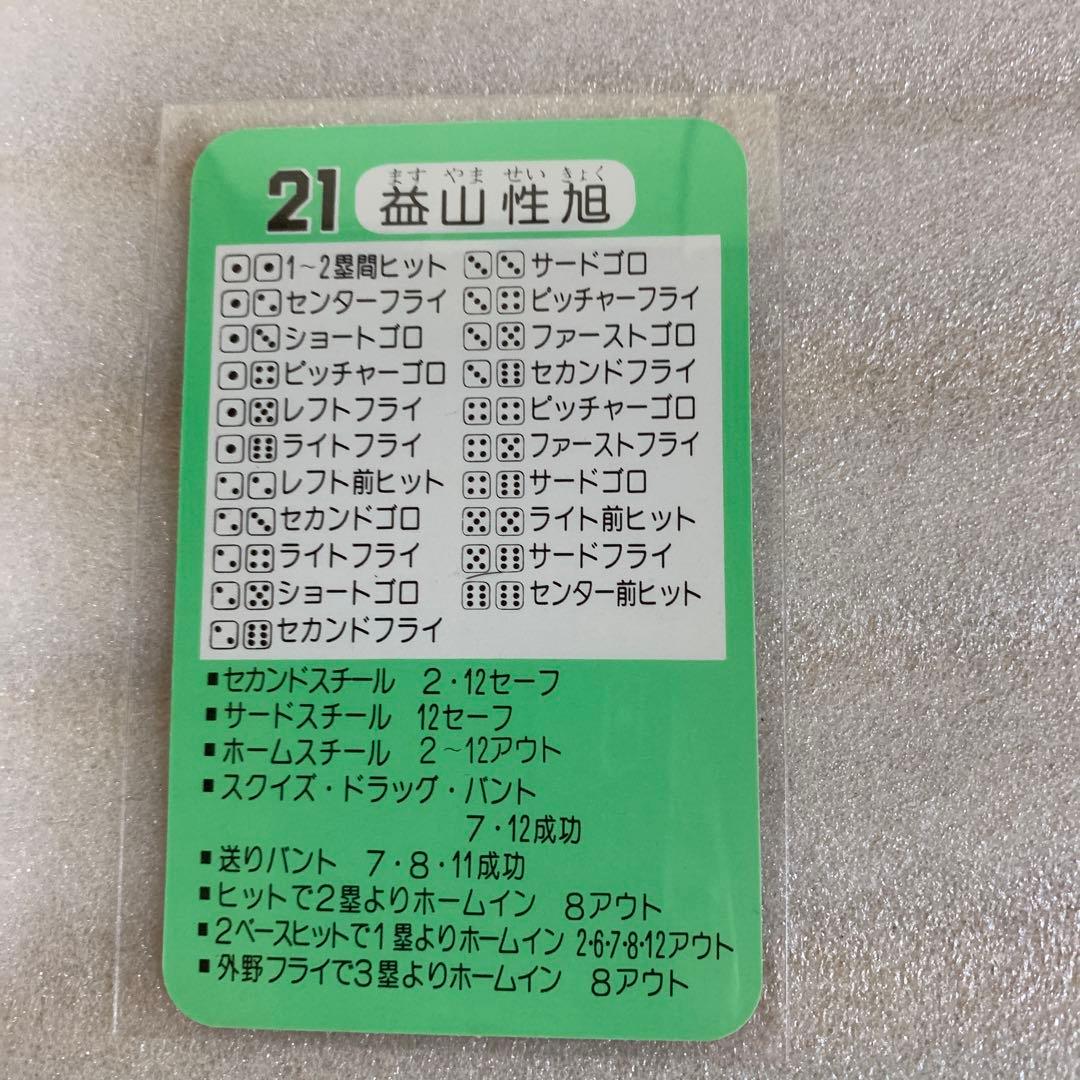 21 益山性旭
ます やま せい きょく
⚀⚀1～2塁間ヒット
⚀⚁センターフライ
⚀⚂ショートゴロ
⚀⚃ピッチャーゴロ
⚀⚄レフトフライ
⚀⚅ライトフライ
⚁⚁レフト前ヒット
⚁⚂セカンドゴロ
⚁⚃ライトフライ
⚁⚄ショートゴロ
⚁⚅セカンドフライ
⚂⚂サードゴロ
⚂⚃ピッチャーフライ
⚂⚄ファーストゴロ
⚂⚅セカンドフライ
⚃⚃ピッチャーゴロ
⚃⚄ファーストフライ
⚃⚅サードゴロ
⚄⚄ライト前ヒット
⚄⚅サードフライ
⚅⚅センター前ヒット
■セカンドスチール 2・12セーフ
■サードスチール 12セーフ
■ホームスチール 2～12アウト
■スクイズ・ドラッグ・バント
7・12成功
■送りバント 7・8・11成功
■ヒットで2塁よりホームイン 8アウト
■2ベースヒットで1塁よりホームイン 2・6・7・8・12アウト
■外野フライで3塁よりホームイン 8アウト